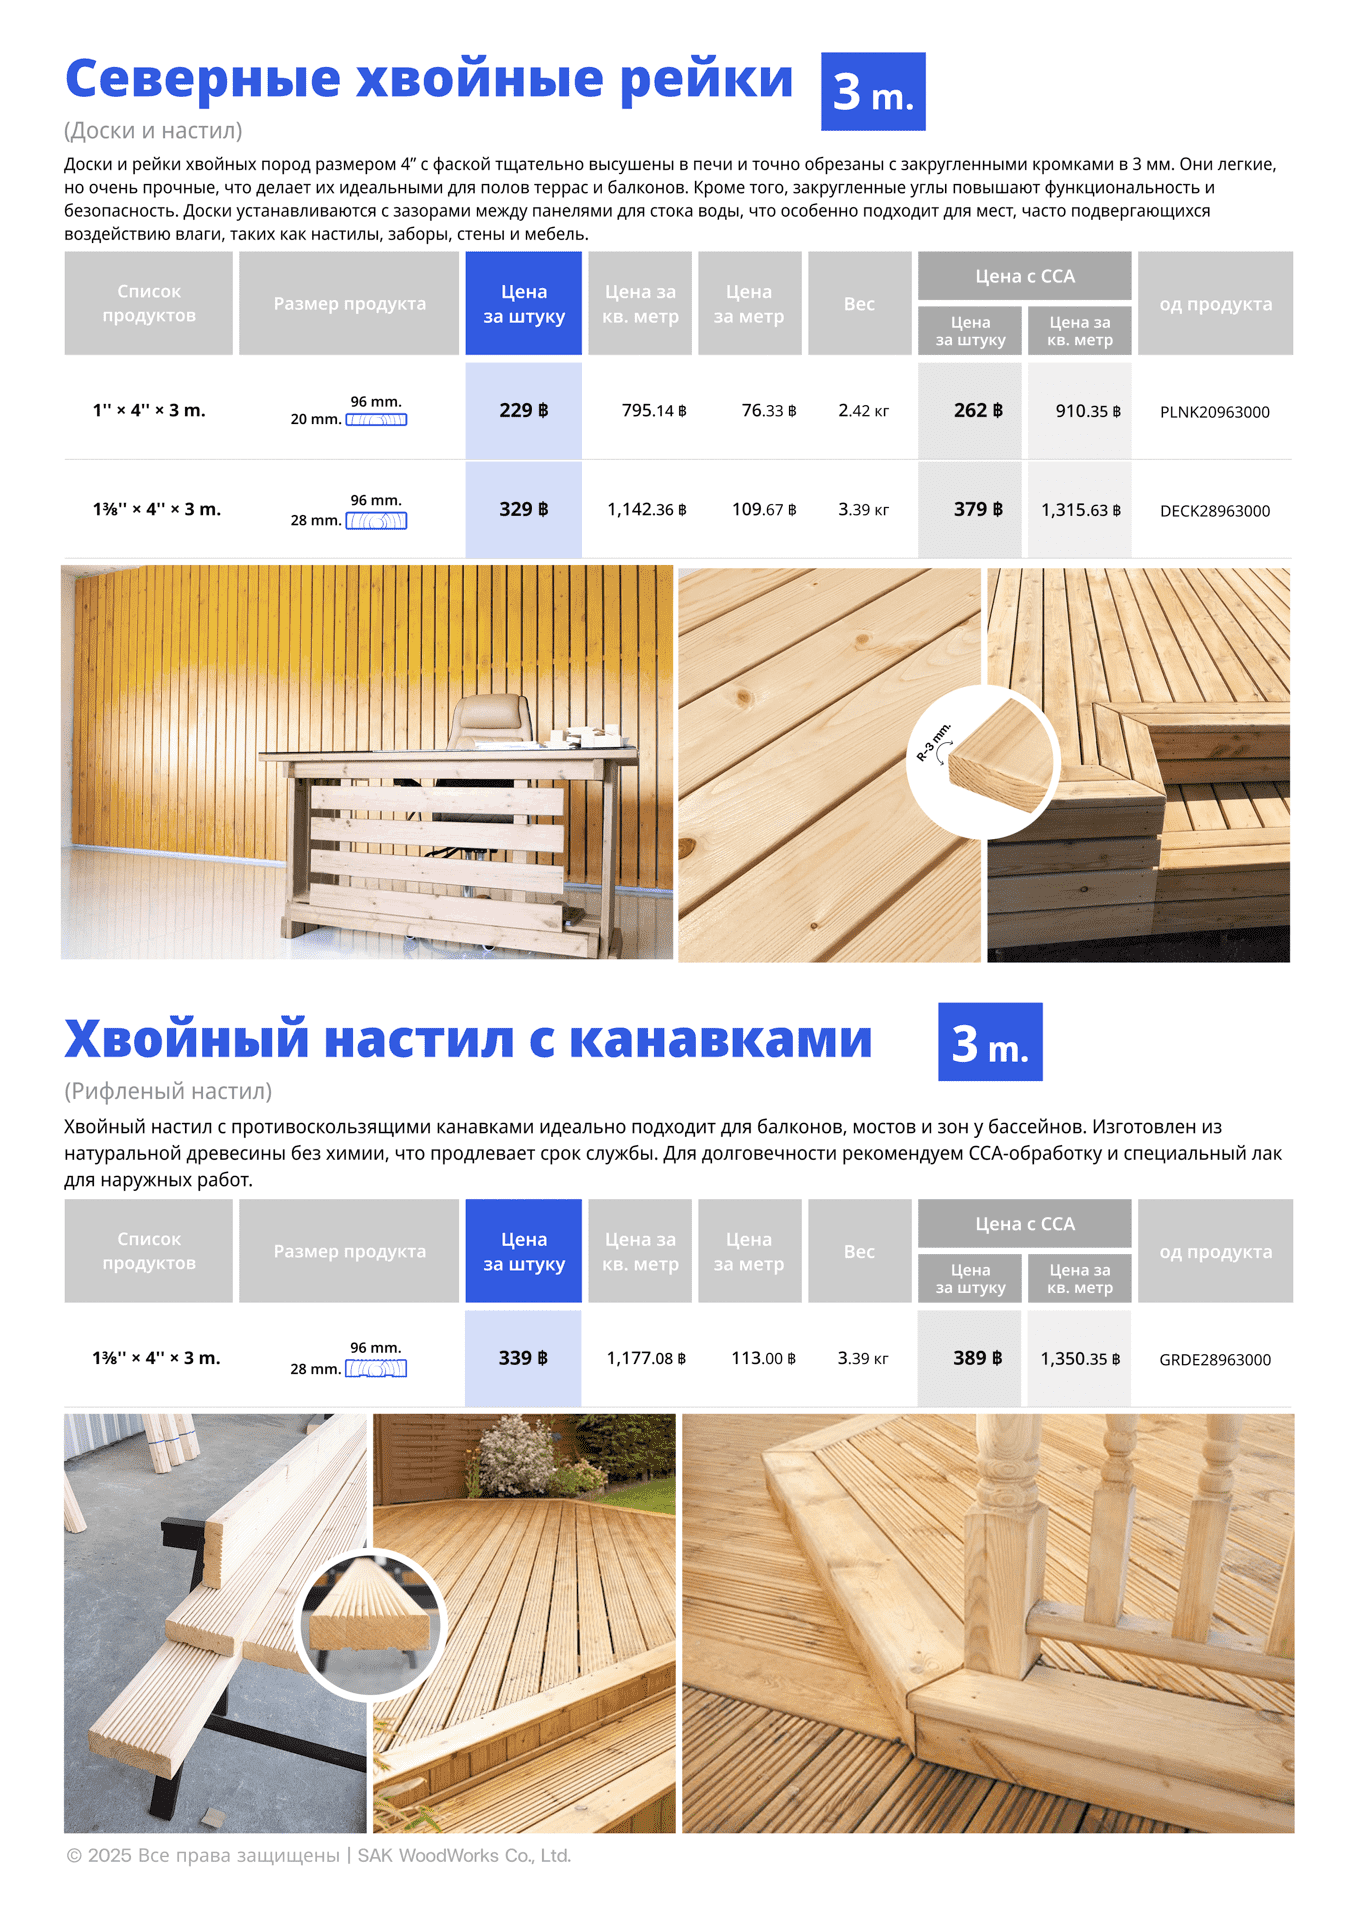 Северные хвойные рейки
3 m.
(Доски и настил)
Доски и рейки хвойных пород размером 4” с фаской тщательно высушены в печи и точно обрезаны с закругленными кромками в 3 мм. Они легкие,
но очень прочные, что делает их идеальными для полов террас и балконов. Кроме того, закругленные углы повышают функциональность и
безопасность. Доски устанавливаются с зазорами между панелями для стока воды, что особенно подходит для мест, часто подвергающихся
воздействию влаги, таких как настилы, заборы, стены и мебель.
Список
продуктов
Размер продукта
Цена
за штуку
Цена за
кв. метр
Цена
за метр
Вес
Цена с CCA
Цена
за штуку
Цена за
кв. метр
од продукта
1'' × 4'' × 3 m.
96 mm.
20 mm.
229 ฿
795.14 ฿
76.33 ฿
2.42 кг
262 ฿
910.35 ฿
PLNK20963000
1⅜'' × 4'' × 3 m.
96 mm.
28 mm.
329 ฿
1,142.36 ฿
109.67 ฿
3.39 кг
379 ฿
1,315.63 ฿
DECK28963000
R-3 mm.
Хвойный настил с канавками
3 m.
(Рифленый настил)
Хвойный настил с противоскользящими канавками идеально подходит для балконов, мостов и зон у бассейнов. Изготовлен из
натуральной древесины без химии, что продлевает срок службы. Для долговечности рекомендуем CCA-обработку и специальный лак
для наружных работ.
Список
продуктов
Размер продукта
Цена
за штуку
Цена за
кв. метр
Цена
за метр
Вес
Цена с CCA
Цена
за штуку
Цена за
кв. метр
од продукта
1⅜'' × 4'' × 3 m.
96 mm.
28 mm.
339 ฿
1,177.08 ฿
113.00 ฿
3.39 кг
389 ฿
1,350.35 ฿
GRDE28963000
© 2025 Все права защищены | SAK WoodWorks Co., Ltd.